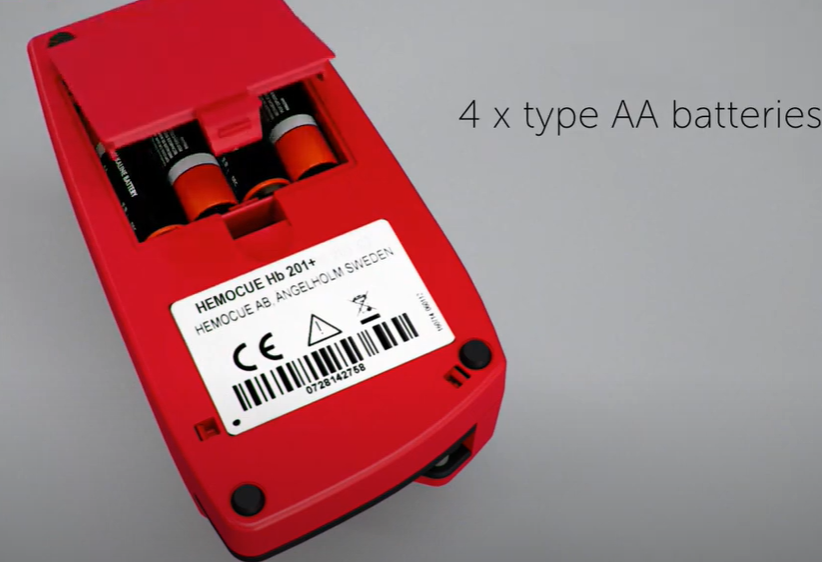 4 x type AA batteries
HEMOCUE Hb 201+
HEMOCUE AB, ANGELHOLM SWEDEN
CE
0728142758